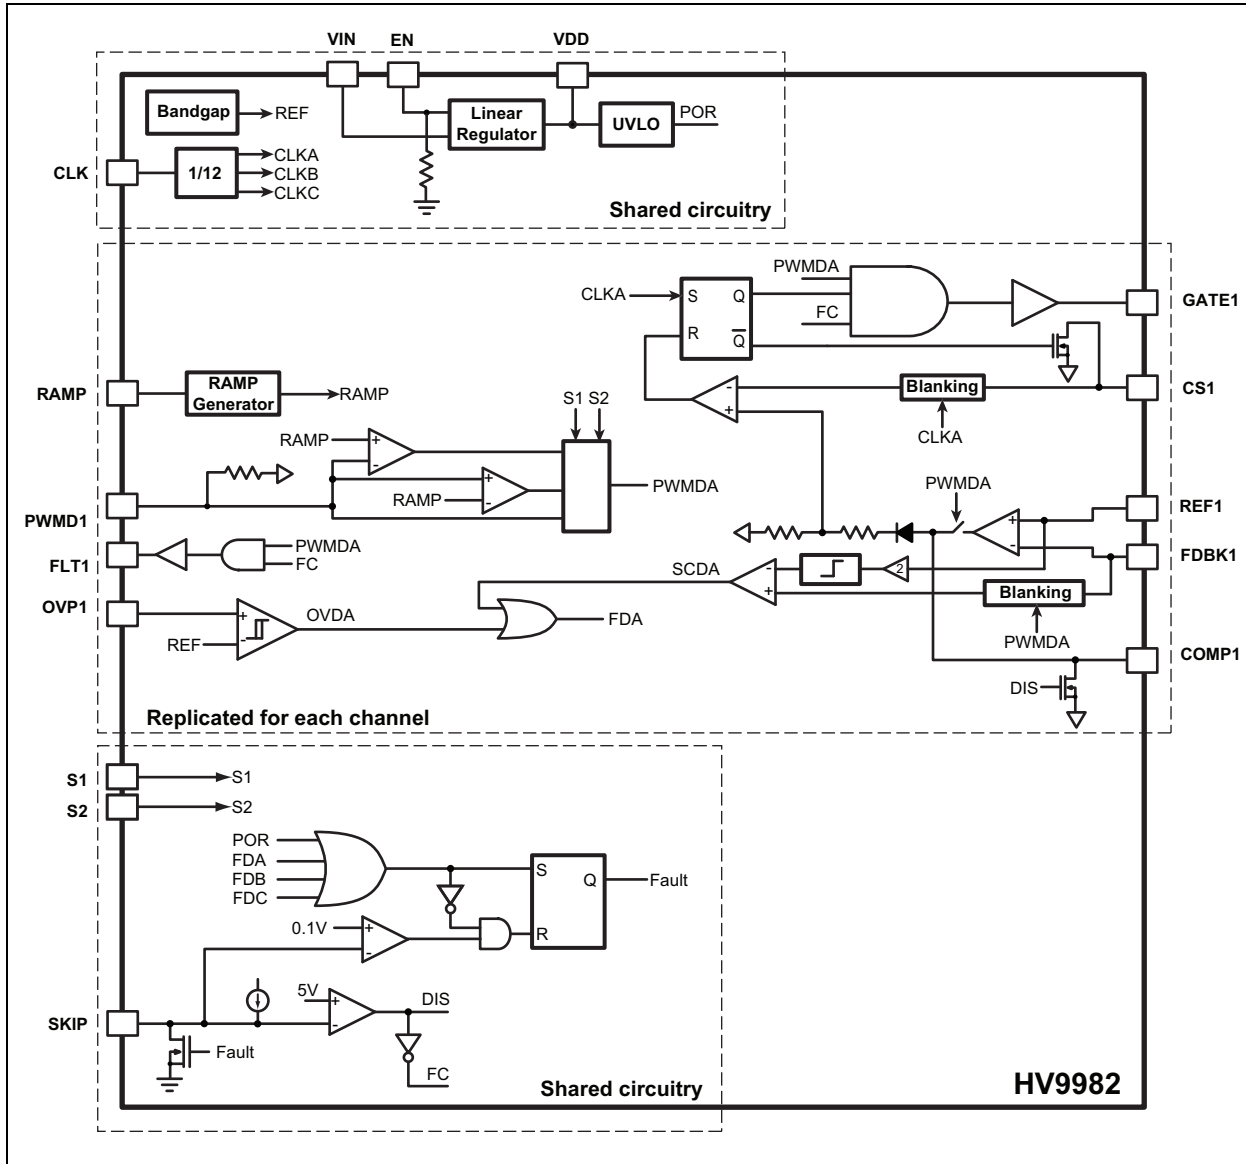 VIN EN VDD
Bandgap REF
Linear Regulator
UVLO POR
CLK 1/12 CLKA
CLKB
CLKC
Shared circuitry
PWMDA
CLKA S Q
FC
R Q
GATE1
RAMP RAMP Generator RAMP
- Blanking CS1
+
CLKA
S1 S2
RAMP +
-
+
RAMP -
PWMDA
PWMD1
PWMDA
+ REF1
- FDBK1
FLT1 PWMDA
FC
SCDA - 2
+ Blanking
PWMDA
OVP1 + OVDA
REF -
FDA
COMP1
DIS
Replicated for each channel
S1 S1
S2 S2
POR
FDA
FDB
FDC
S Q Fault
R
0.1V +
-
5V + DIS
-
SKIP
Fault
FC
Shared circuitry
HV9982